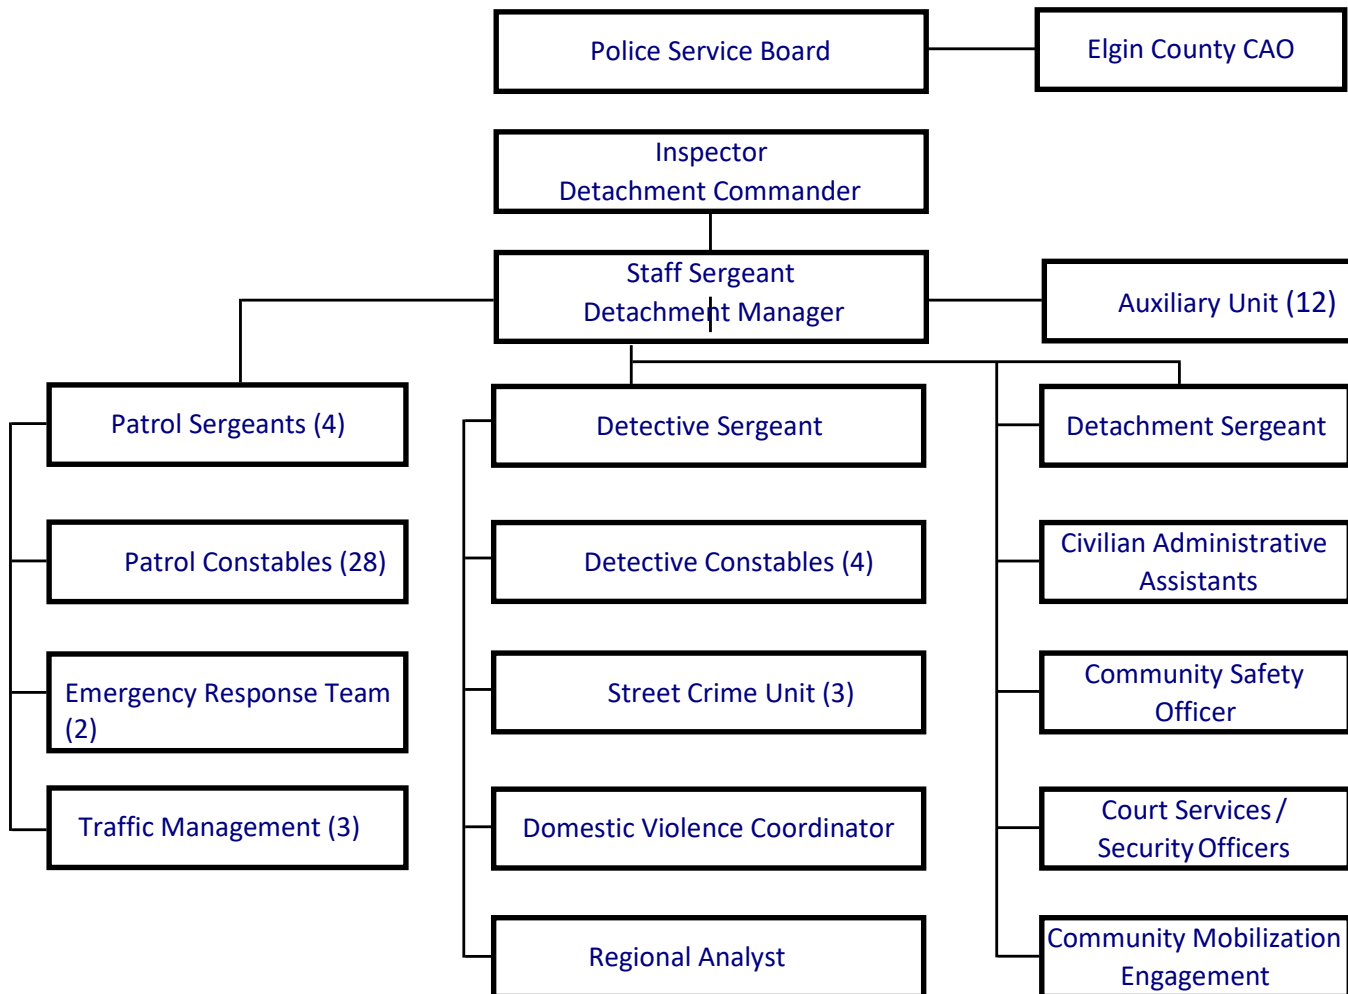 Police Service Board
Elgin County CAO
Inspector
Detachment Commander
Staff Sergeant
Detachment Manager
Auxiliary Unit (12)
Patrol Sergeants (4)
Detective Sergeant
Detachment Sergeant
Patrol Constables (28)
Detective Constables (4)
Civilian Administrative
Assistants
Emergency Response Team
(2)
Street Crime Unit (3)
Community Safety
Officer
Traffic Management (3)
Domestic Violence Coordinator
Court Services /
Security Officers
Regional Analyst
Community Mobilization
Engagement